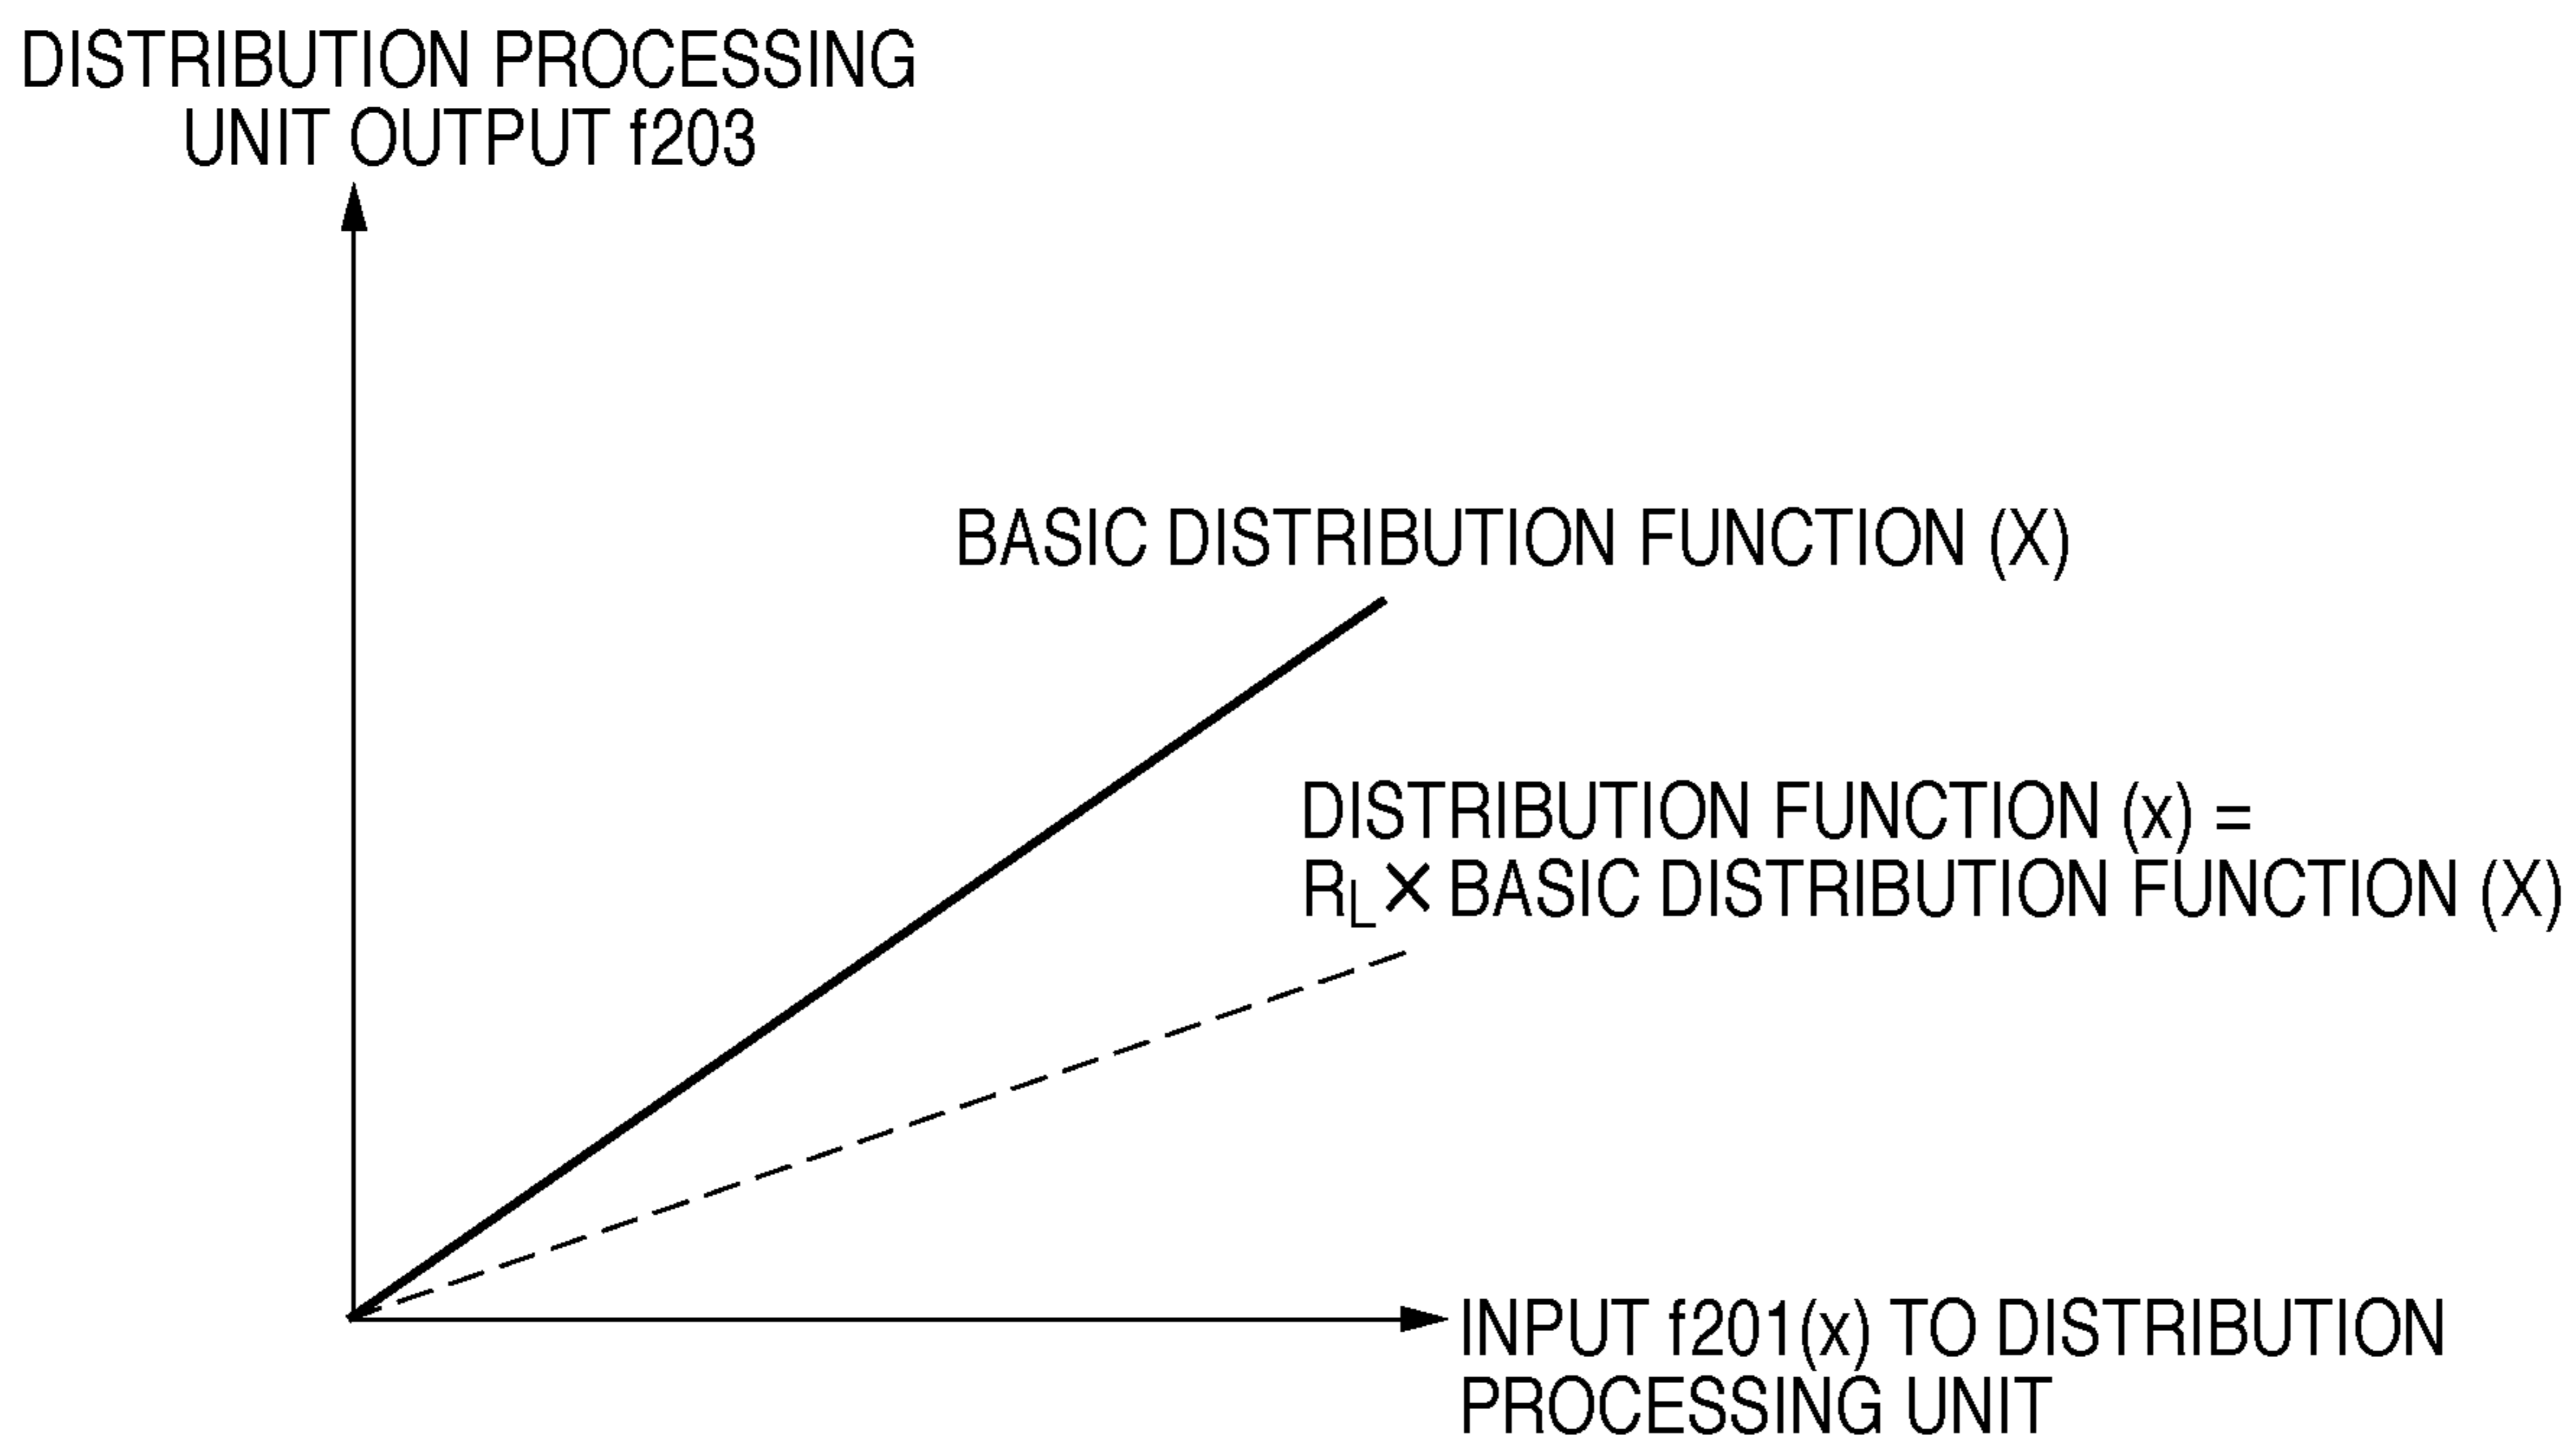 DISTRIBUTION PROCESSING
UNIT OUTPUT f203
BASIC DISTRIBUTION FUNCTION (X)
DISTRIBUTION FUNCTION (x) =
R_L × BASIC DISTRIBUTION FUNCTION (X)
INPUT f201(x) TO DISTRIBUTION
PROCESSING UNIT